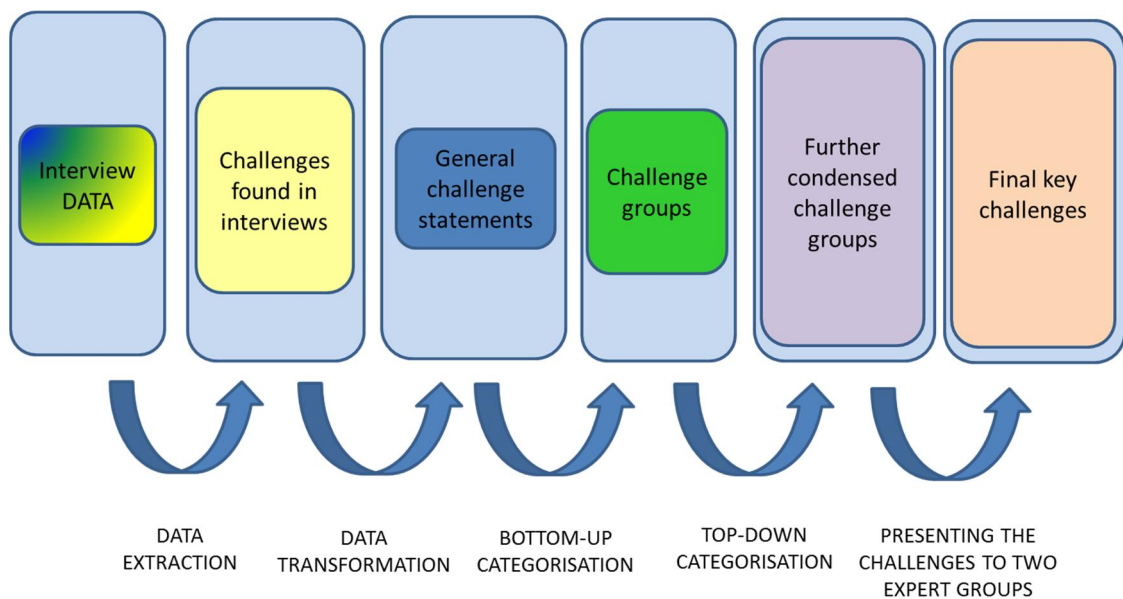 Interview
DATA
Challenges
found in
interviews
General
challenge
statements
Challenge
groups
Further
condensed
challenge
groups
Final key
challenges
DATA
EXTRACTION
DATA
TRANSFORMATION
BOTTOM-UP
CATEGORISATION
TOP-DOWN
CATEGORISATION
PRESENTING THE
CHALLENGES TO TWO
EXPERT GROUPS